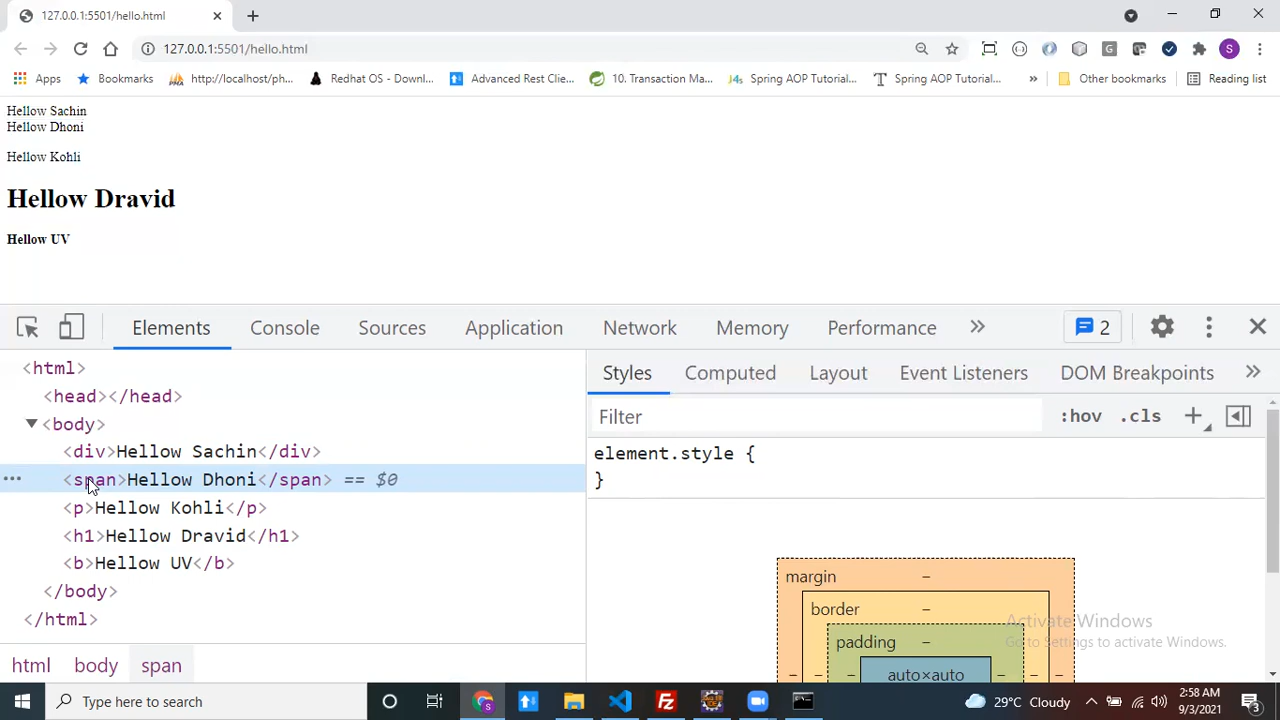 127.0.0.1:5501/hello.html
127.0.0.1:5501/hello.html
S
Apps
Bookmarks
http://localhost/ph...
Redhat OS - Downl...
Advanced Rest Clie...
10. Transaction Ma...
Spring AOP Tutorial...
Spring AOP Tutorial...
»
Other bookmarks
Reading list
Hellow Sachin
Hellow Dhoni
Hellow Kohli
Hellow Dravid
Hellow UV
Elements
Console
Sources
Application
Network
Memory
Performance
»
2
<html>
<head></head>
<body>
<div>Hellow Sachin</div>
<span>Hellow Dhoni</span> == $0
<p>Hellow Kohli</p>
<h1>Hellow Dravid</h1>
<b>Hellow UV</b>
</body>
</html>
html body span
Styles
Computed
Layout
Event Listeners
DOM Breakpoints
»
Filter
:hov .cls
element.style {
}
margin –
border –
padding –
– – – auto×auto – – –
Activate Windows
Go to Settings to activate Windows.
Type here to search
29°C Cloudy
2:58 AM
9/3/2021
3